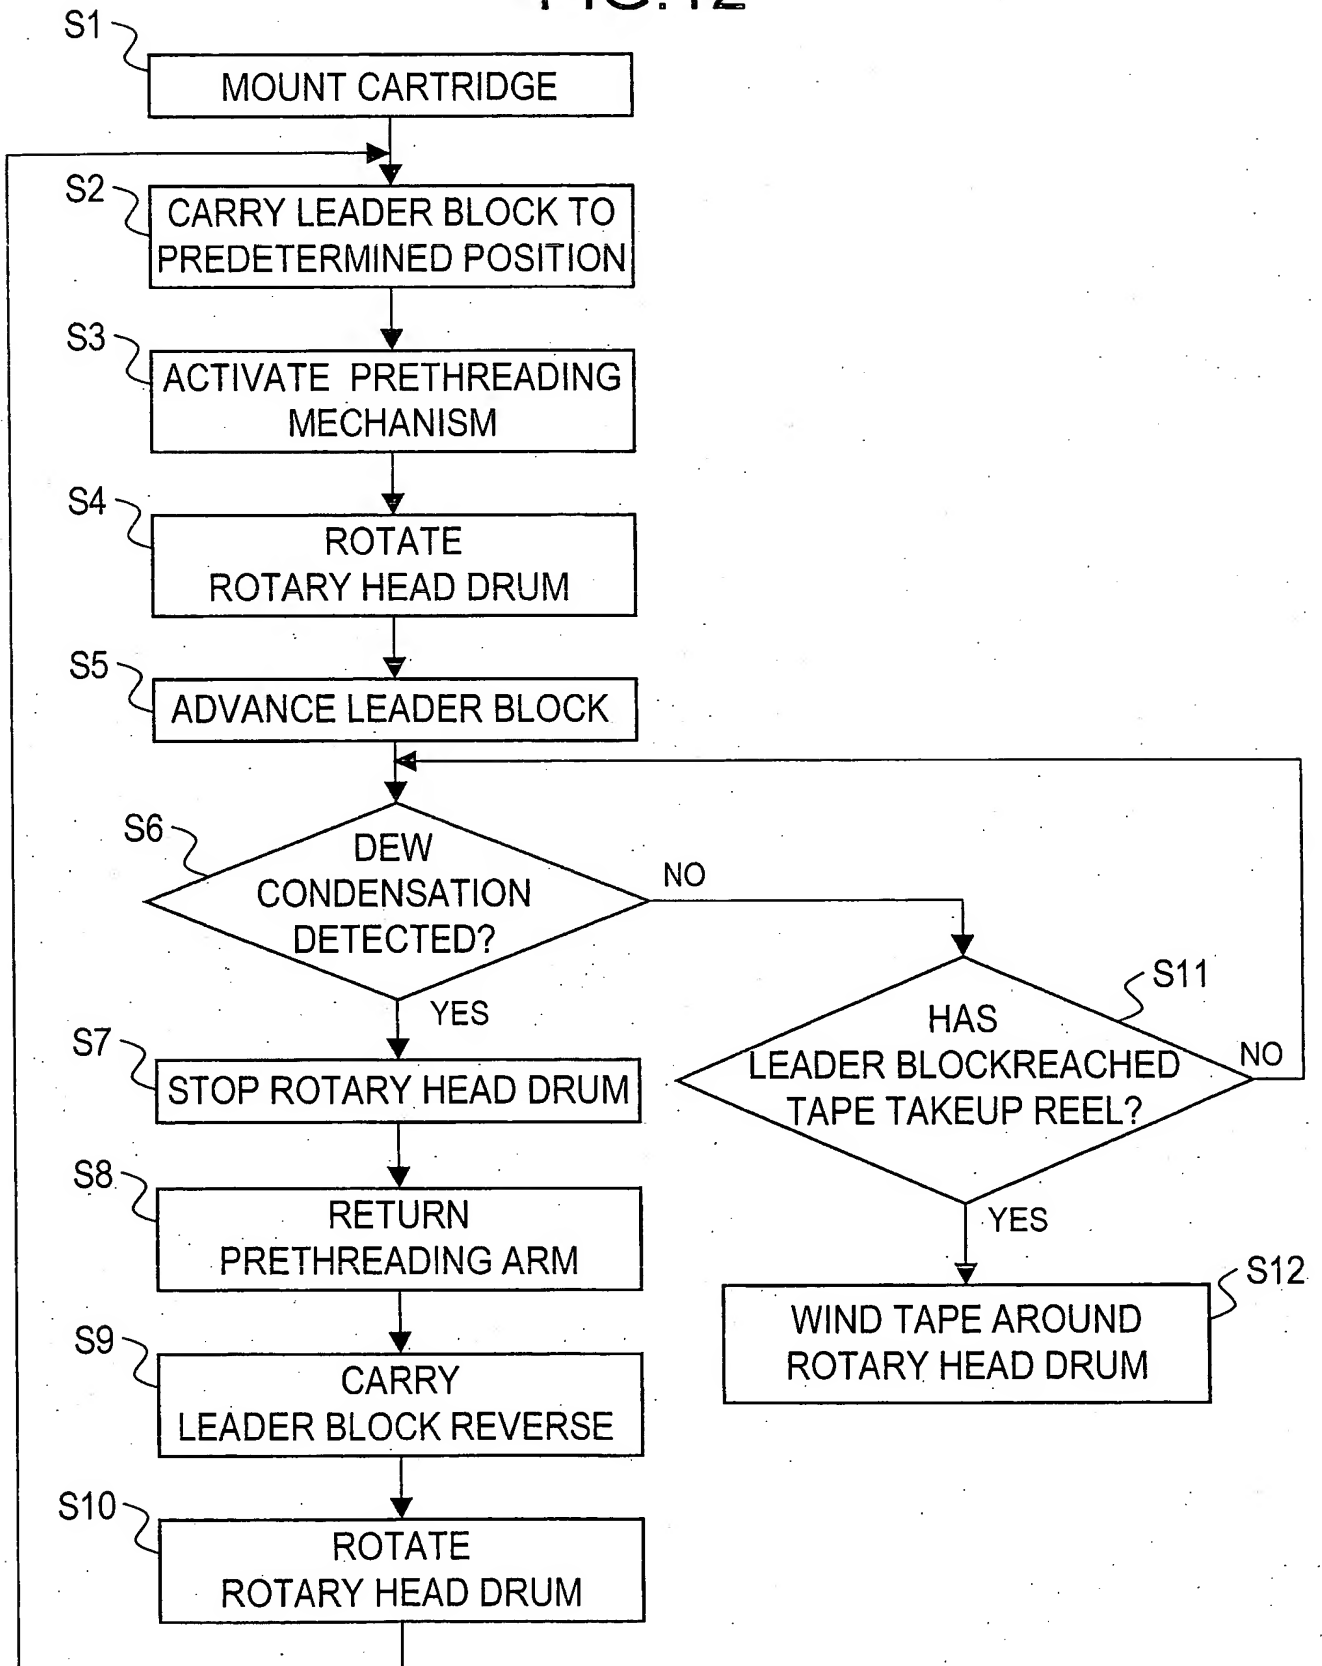 FIG.12
S1
MOUNT CARTRIDGE
S2
CARRY LEADER BLOCK TO
PREDETERMINED POSITION
S3
ACTIVATE PRETHREADING
MECHANISM
S4
ROTATE
ROTARY HEAD DRUM
S5
ADVANCE LEADER BLOCK
S6
DEW
CONDENSATION
DETECTED?
NO
YES
S11
HAS
LEADER BLOCKREACHED
TAPE TAKEUP REEL?
NO
YES
S7
STOP ROTARY HEAD DRUM
S8
RETURN
PRETHREADING ARM
S12
WIND TAPE AROUND
ROTARY HEAD DRUM
S9
CARRY
LEADER BLOCK REVERSE
S10
ROTATE
ROTARY HEAD DRUM